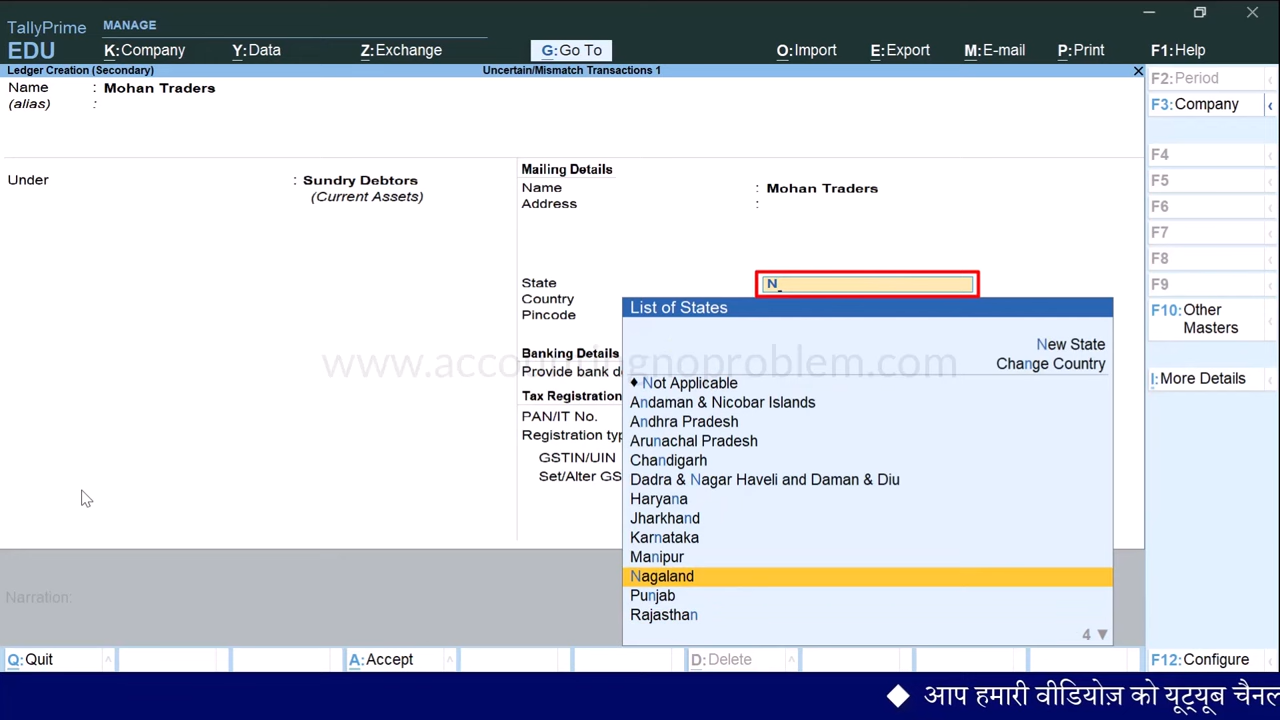 TallyPrime
MANAGE
EDU
K:Company
Y:Data
Z:Exchange
G:Go To
O:Import
E:Export
M:E-mail
P:Print
F1:Help
Ledger Creation (Secondary)
Uncertain/Mismatch Transactions 1
Name : Mohan Traders
(alias) :
Under : Sundry Debtors
(Current Assets)
Mailing Details
Name : Mohan Traders
Address :
State N
Country
Pincode
List of States
New State
Change Country
♦ Not Applicable
Andaman & Nicobar Islands
Andhra Pradesh
Arunachal Pradesh
Chandigarh
Dadra & Nagar Haveli and Daman & Diu
Haryana
Jharkhand
Karnataka
Manipur
Nagaland
Punjab
Rajasthan
4 ▼
Banking Details
Provide bank de
Tax Registration
PAN/IT No.
Registration typ
GSTIN/UIN
Set/Alter GS
www.accountingnoproblem.com
F2:Period
F3:Company
F4
F5
F6
F7
F8
F9
F10:Other
Masters
I:More Details
F12:Configure
Narration:
Q:Quit
A:Accept
D:Delete
◆ आप हमारी वीडियोज़ को यूट्यूब चैनल